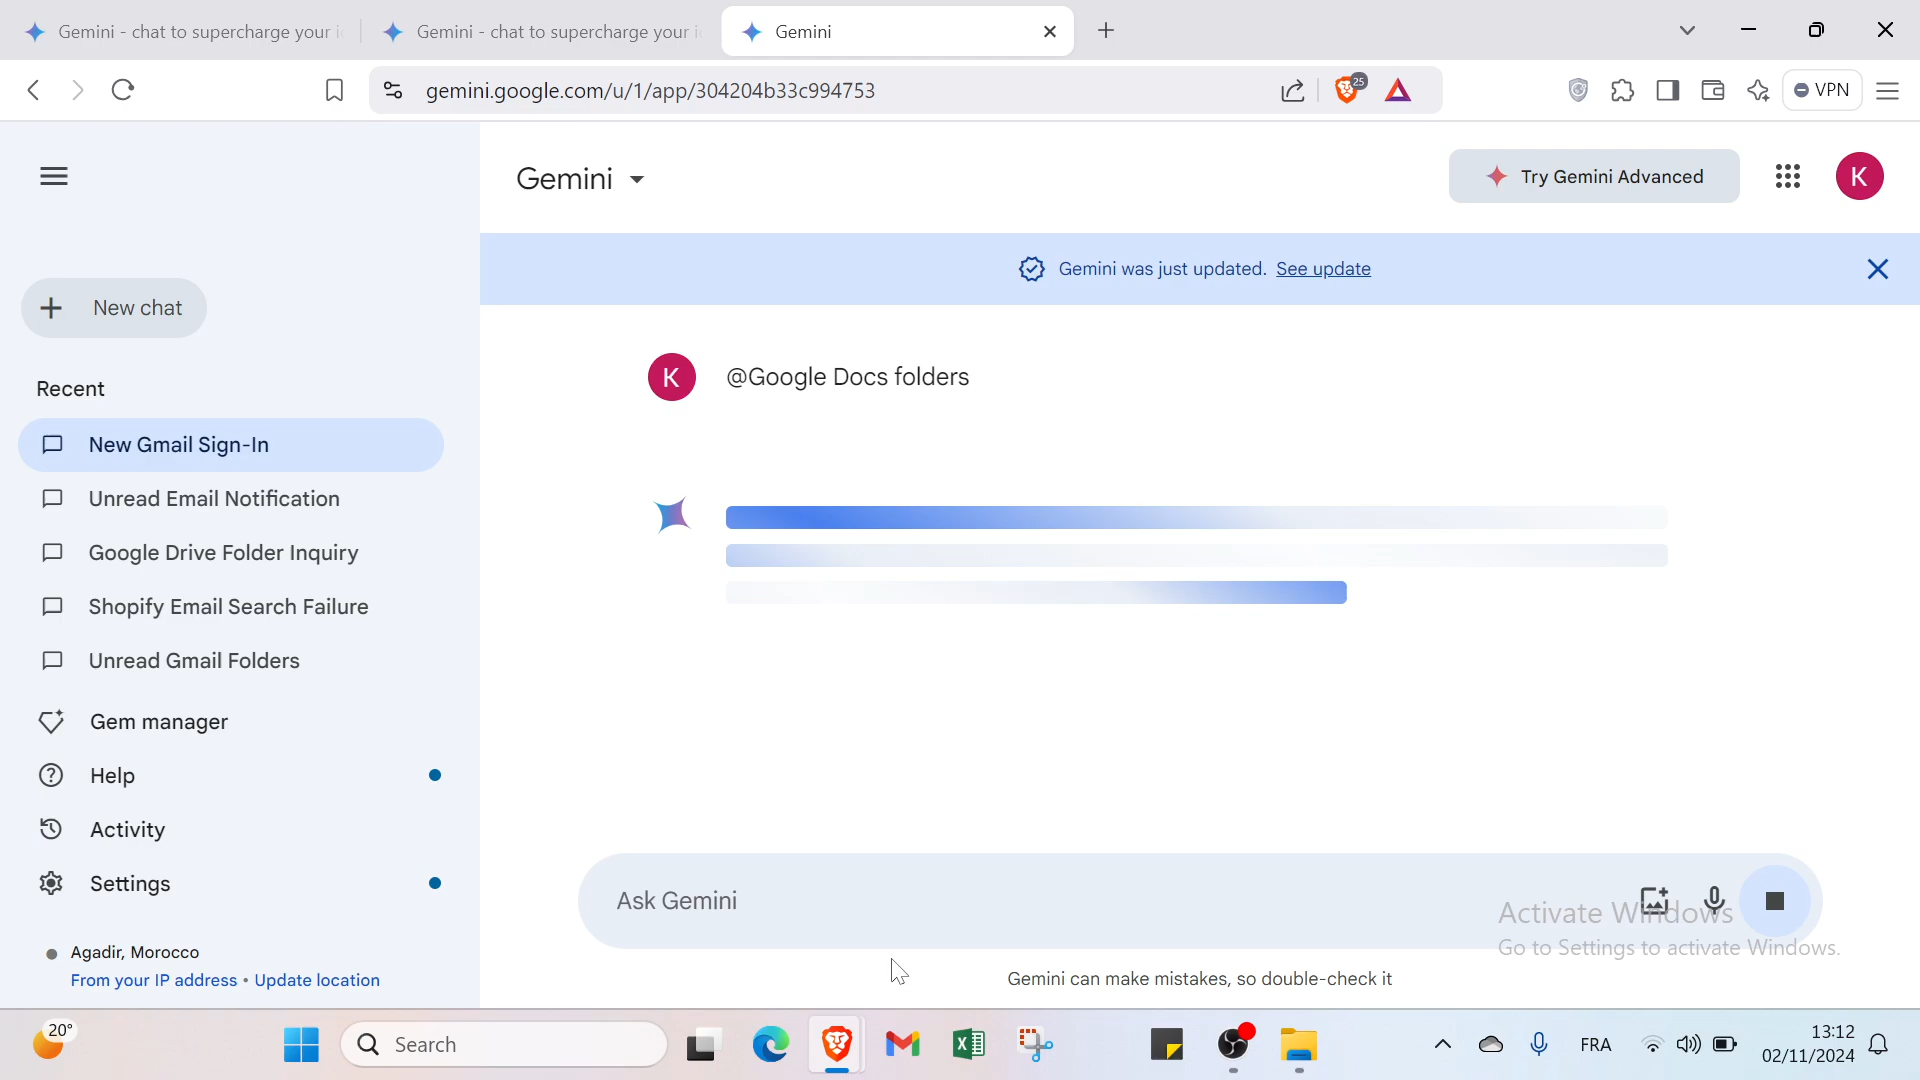 Gemini - chat to supercharge your i
Gemini - chat to supercharge your i
Gemini
gemini.google.com/u/1/app/304204b33c994753
25
VPN
Gemini
Try Gemini Advanced
K
Gemini was just updated. See update
New chat
Recent
New Gmail Sign-In
Unread Email Notification
Google Drive Folder Inquiry
Shopify Email Search Failure
Unread Gmail Folders
Gem manager
Help
Activity
Settings
Agadir, Morocco
From your IP address • Update location
K
@Google Docs folders
Ask Gemini
Activate Windows
Go to Settings to activate Windows.
Gemini can make mistakes, so double-check it
20°
Search
FRA
13:12
02/11/2024